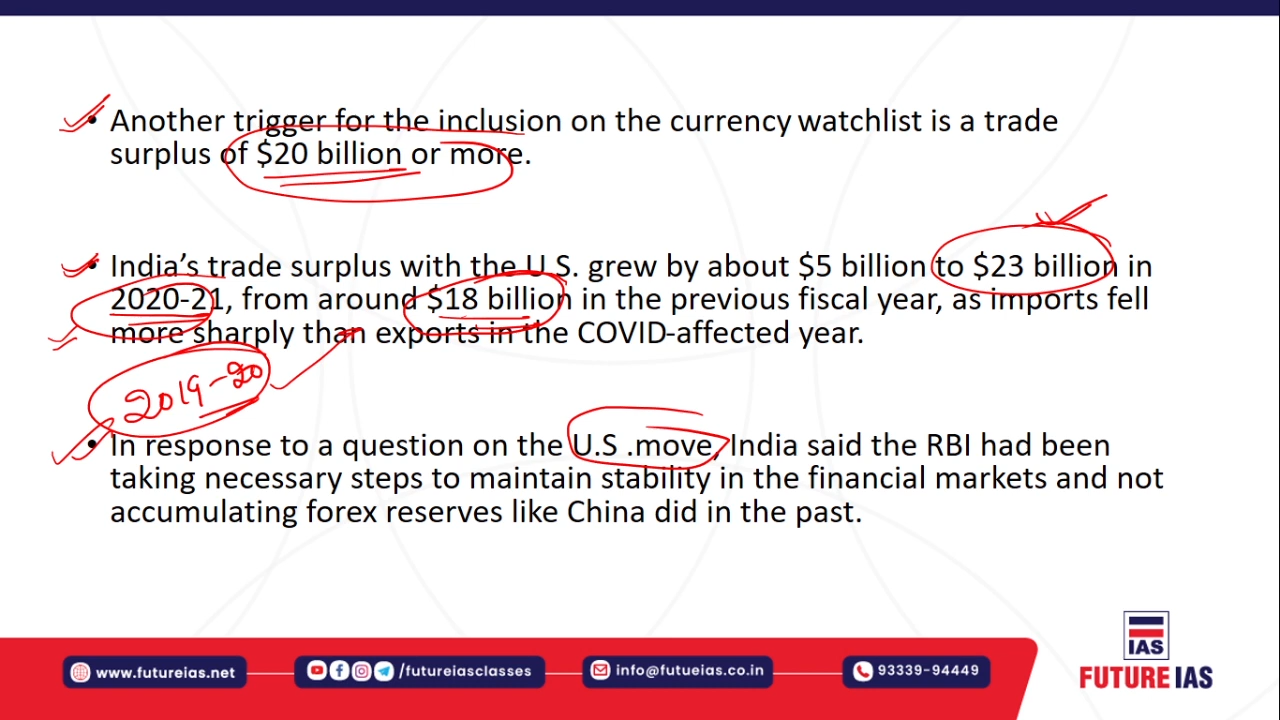 • Another trigger for the inclusion on the currency watchlist is a trade
surplus of $20 billion or more.
• India’s trade surplus with the U.S. grew by about $5 billion to $23 billion in
2020-21, from around $18 billion in the previous fiscal year, as imports fell
more sharply than exports in the COVID-affected year.
2019-20
• In response to a question on the U.S .move, India said the RBI had been
taking necessary steps to maintain stability in the financial markets and not
accumulating forex reserves like China did in the past.
IAS
www.futureias.net
/futureiasclasses
info@futueias.co.in
93339-94449
FUTURE IAS